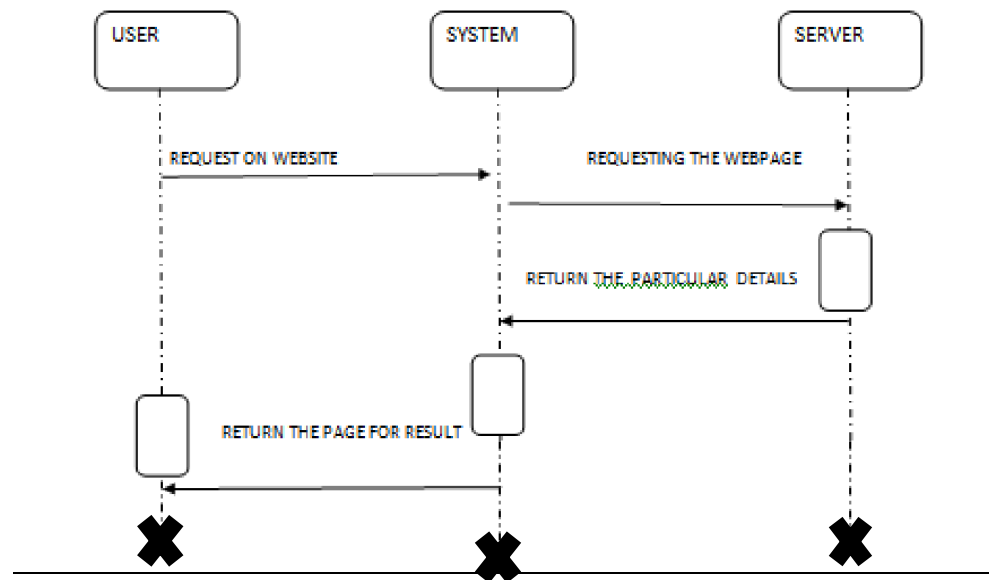 USER
SYSTEM
SERVER
REQUEST ON WEBSITE
REQUESTING THE WEBPAGE
RETURN THE PARTICULAR DETAILS
RETURN THE PAGE FOR RESULT